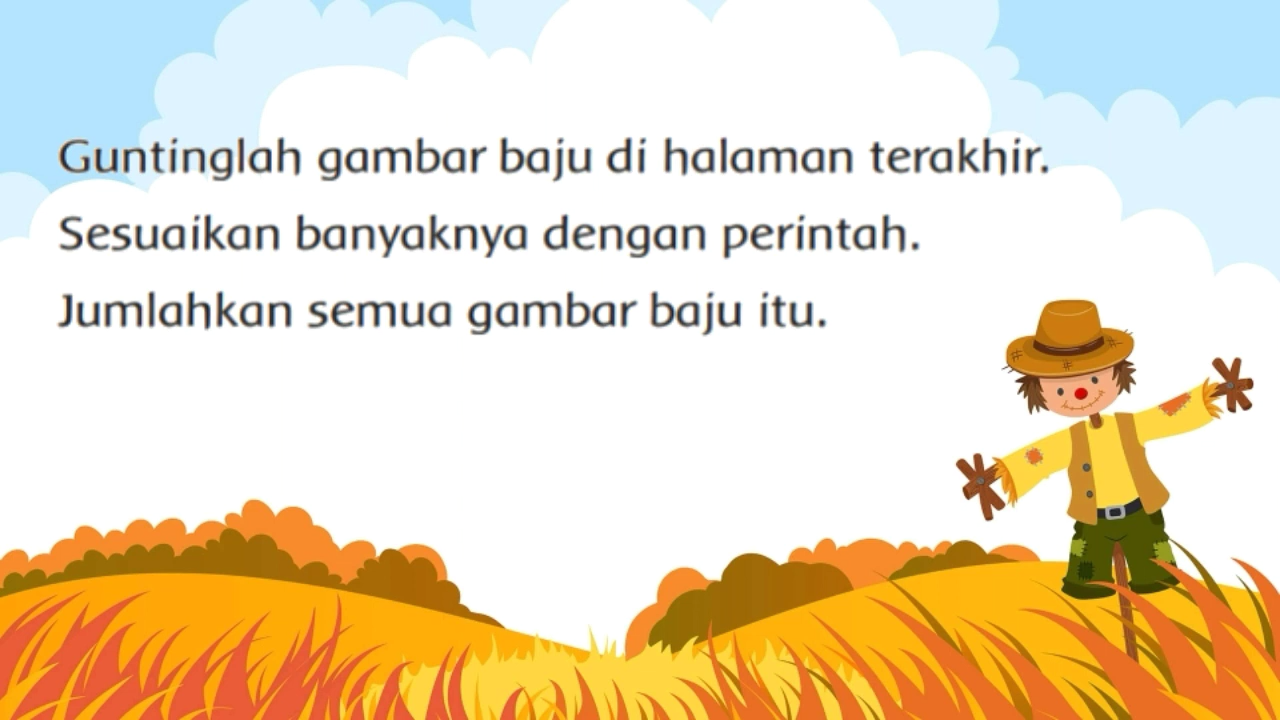 Guntinglah gambar baju di halaman terakhir.
Sesuaikan banyaknya dengan perintah.
Jumlahkan semua gambar baju itu.